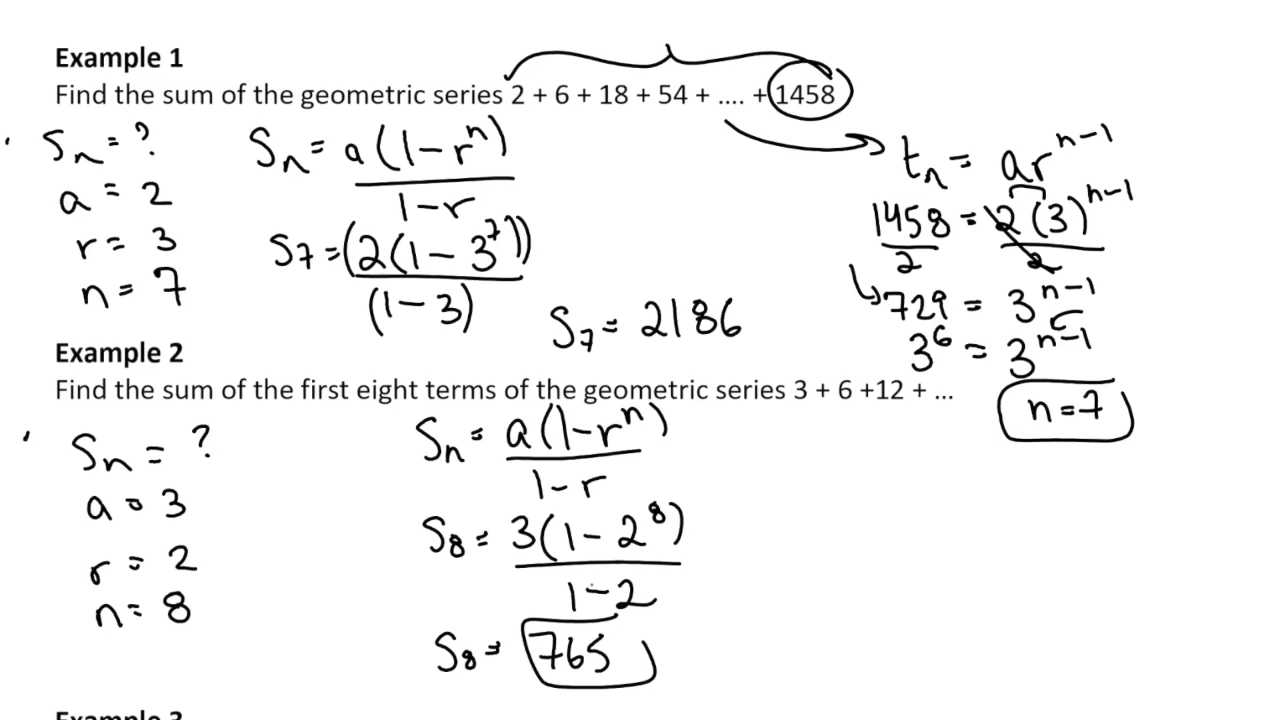 Example 1
Find the sum of the geometric series 2 + 6 + 18 + 54 + .... + 1458
Sn = ?
a = 2
r = 3
n = 7
Sn = a(1-r^n)
1-r
S7 = (2(1-3^7))
(1-3)
S7 = 2186
tn = ar^n-1
1458 = 2(3)^n-1
2 2
729 = 3^n-1
3^6 = 3^n-1
n=7
Example 2
Find the sum of the first eight terms of the geometric series 3 + 6 +12 + ...
Sn = ?
a = 3
r = 2
n = 8
Sn = a(1-r^n)
1-r
S8 = 3(1-2^8)
1-2
S8 = 765
Example 3